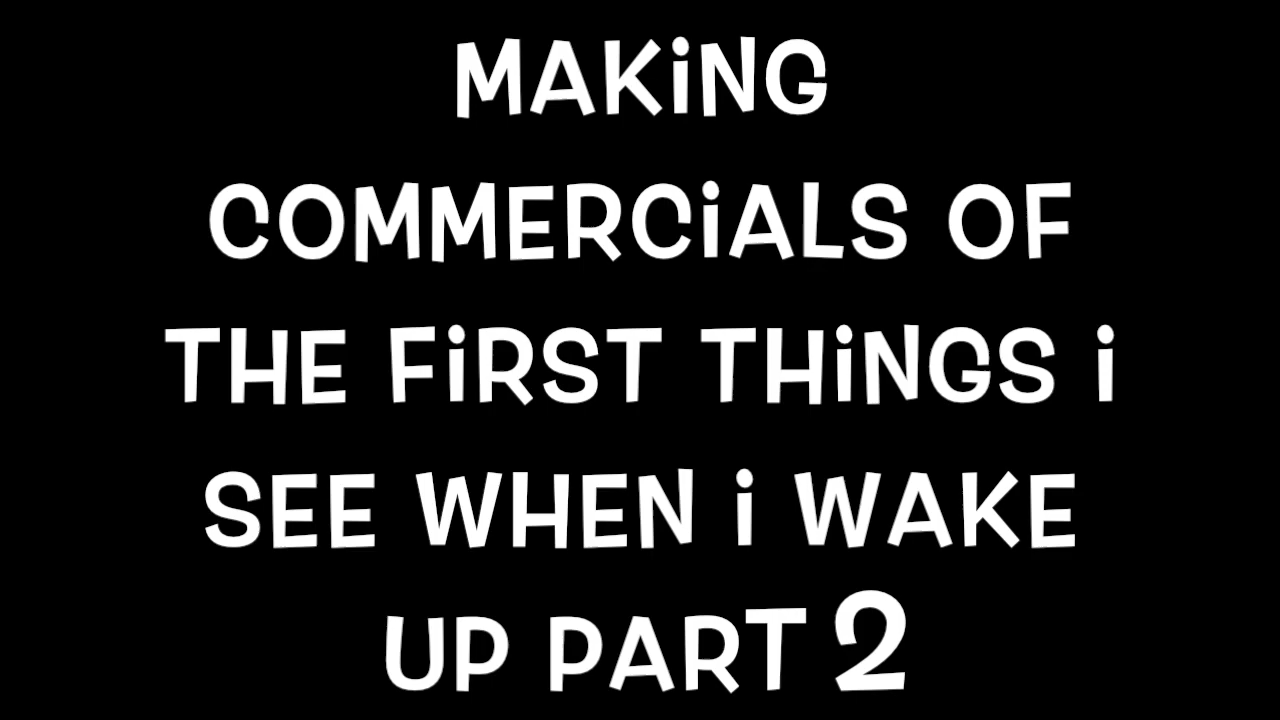 MAKiNG
COMMERCiALS OF
THE FiRST THiNGS i
SEE WHEN i WAKE
UP PART 2